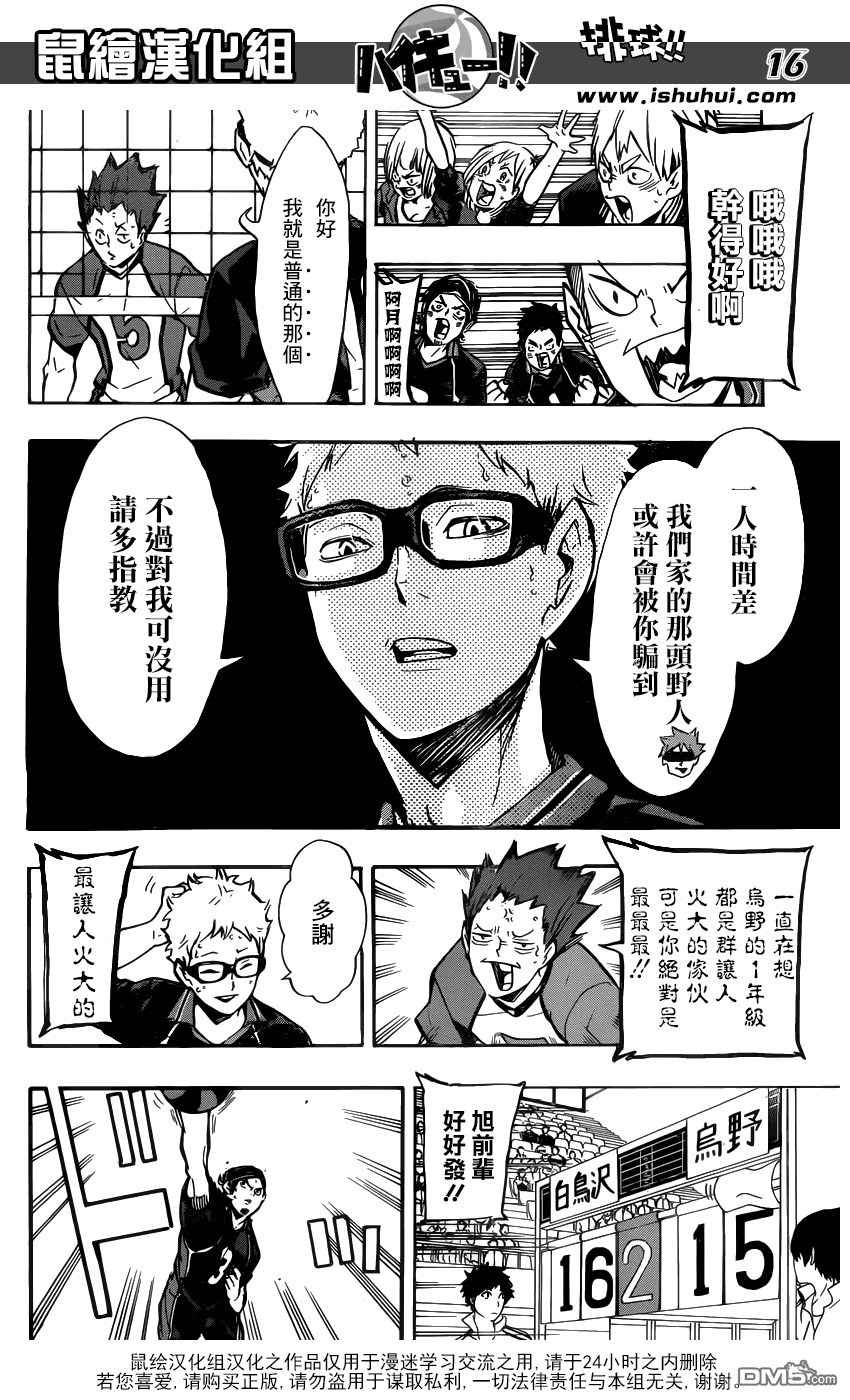 鼠繪漢化組
ハイキュー!!
排球!!
16
www.ishuhui.com
哦哦哦
幹得好啊
你好
・・・・・
我就是普通的那個
5
一人時間差
我們家的那頭野人
或許會被你騙到
不過對我可沒用
請多指教
一直在想
烏野的1年級
都是群讓人
火大的傢伙
可是你絕對是
最最最!!
多謝
最讓人火大的
旭前輩
好好發!!
白鳥沢
烏野
16
2
15
3
鼠绘汉化组汉化之作品仅用于漫迷学习交流之用, 请于24小时之内删除
若您喜爱, 请购买正版, 请勿盗用于谋取私利, 一切法律责任与本组无关, 谢谢。
DM5.com